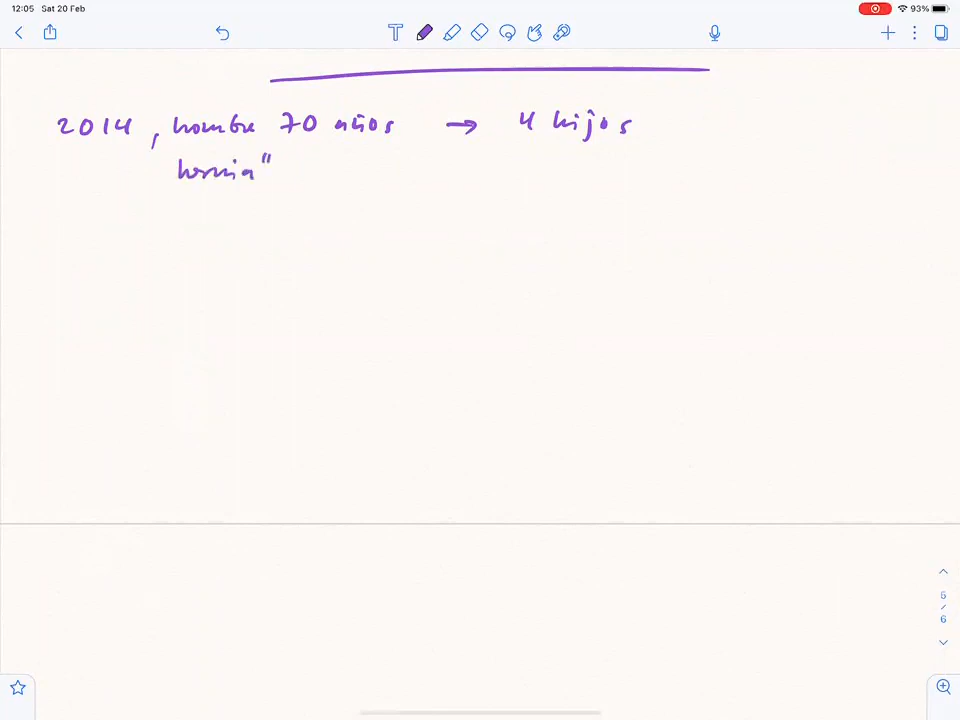 12:05 Sat 20 Feb
93%
T
2014, hombre 70 años → 4 hijos
hernia"
5
/
6